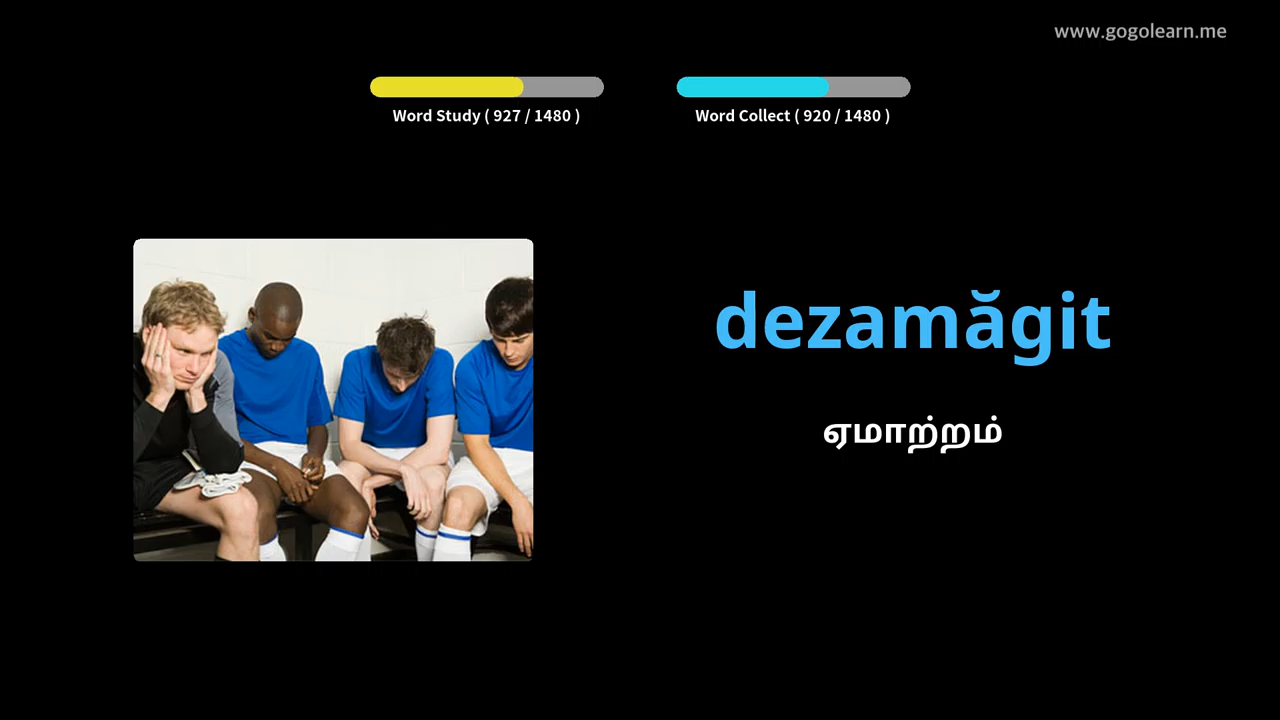 www.gogolearn.me
Word Study ( 927 / 1480 )
Word Collect ( 920 / 1480 )
dezamăgit
ஏமாற்றம்